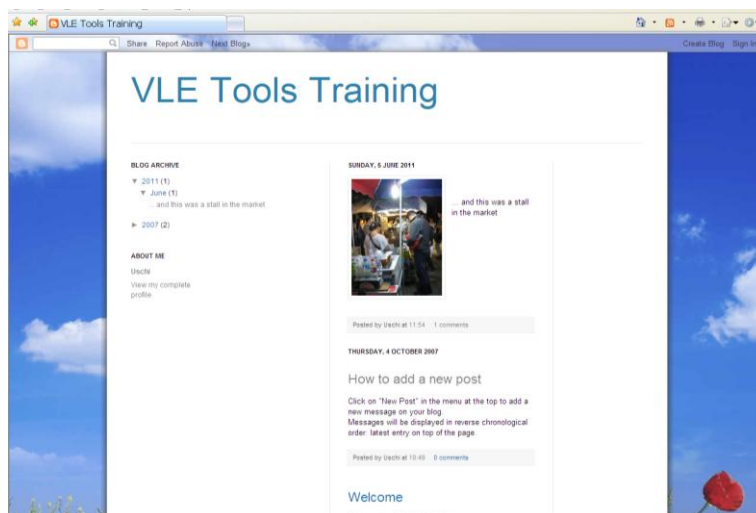 VLE Tools Training
Share Report Abuse Next Blog»
Create Blog Sign In
VLE Tools Training
BLOG ARCHIVE
▼ 2011 (1)
▼ June (1)
... and this was a stall in the market
► 2007 (2)
ABOUT ME
Uschi
View my complete
profile
SUNDAY, 5 JUNE 2011
... and this was a stall
in the market
Posted by Uschi at 11:54 1 comments
THURSDAY, 4 OCTOBER 2007
How to add a new post
Click on "New Post" in the menu at the top to add a
new message on your blog.
Messages will be displayed in reverse chronological
order: latest entry on top of the page.
Posted by Uschi at 10:49 0 comments
Welcome